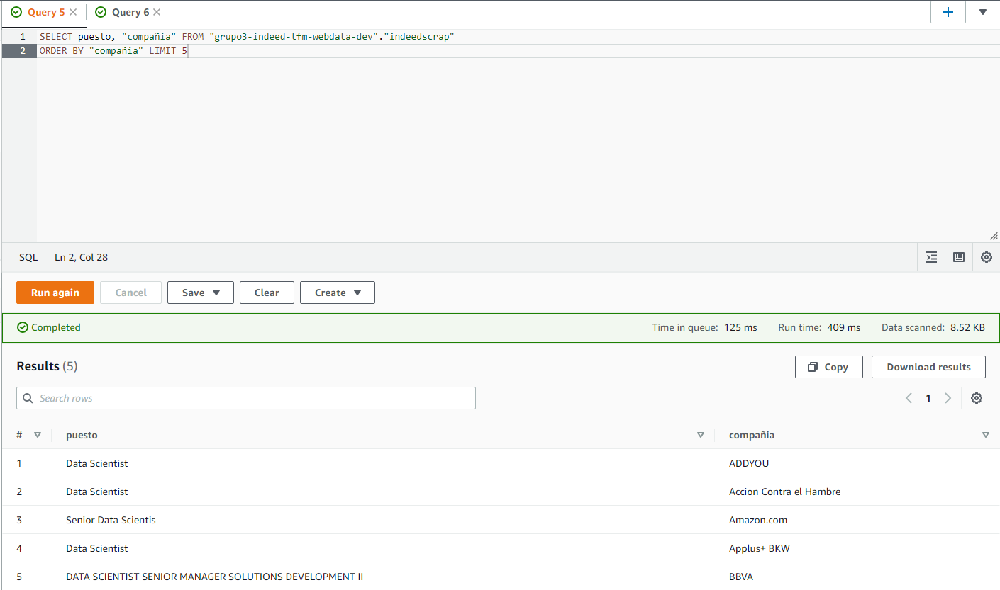 Query 5 Query 6
1 SELECT puesto, "compañia" FROM "grupo3-indeed-tfm-webdata-dev"."indeedscrap"
2 ORDER BY "compañia" LIMIT 5
SQL Ln 2, Col 28
Run again Cancel Save Clear Create
Completed Time in queue: 125 ms Run time: 409 ms Data scanned: 8.52 KB
Results (5) Copy Download results
Search rows 1
# puesto compañia
1 Data Scientist ADDYOU
2 Data Scientist Accion Contra el Hambre
3 Senior Data Scientis Amazon.com
4 Data Scientist Applus+ BKW
5 DATA SCIENTIST SENIOR MANAGER SOLUTIONS DEVELOPMENT II BBVA